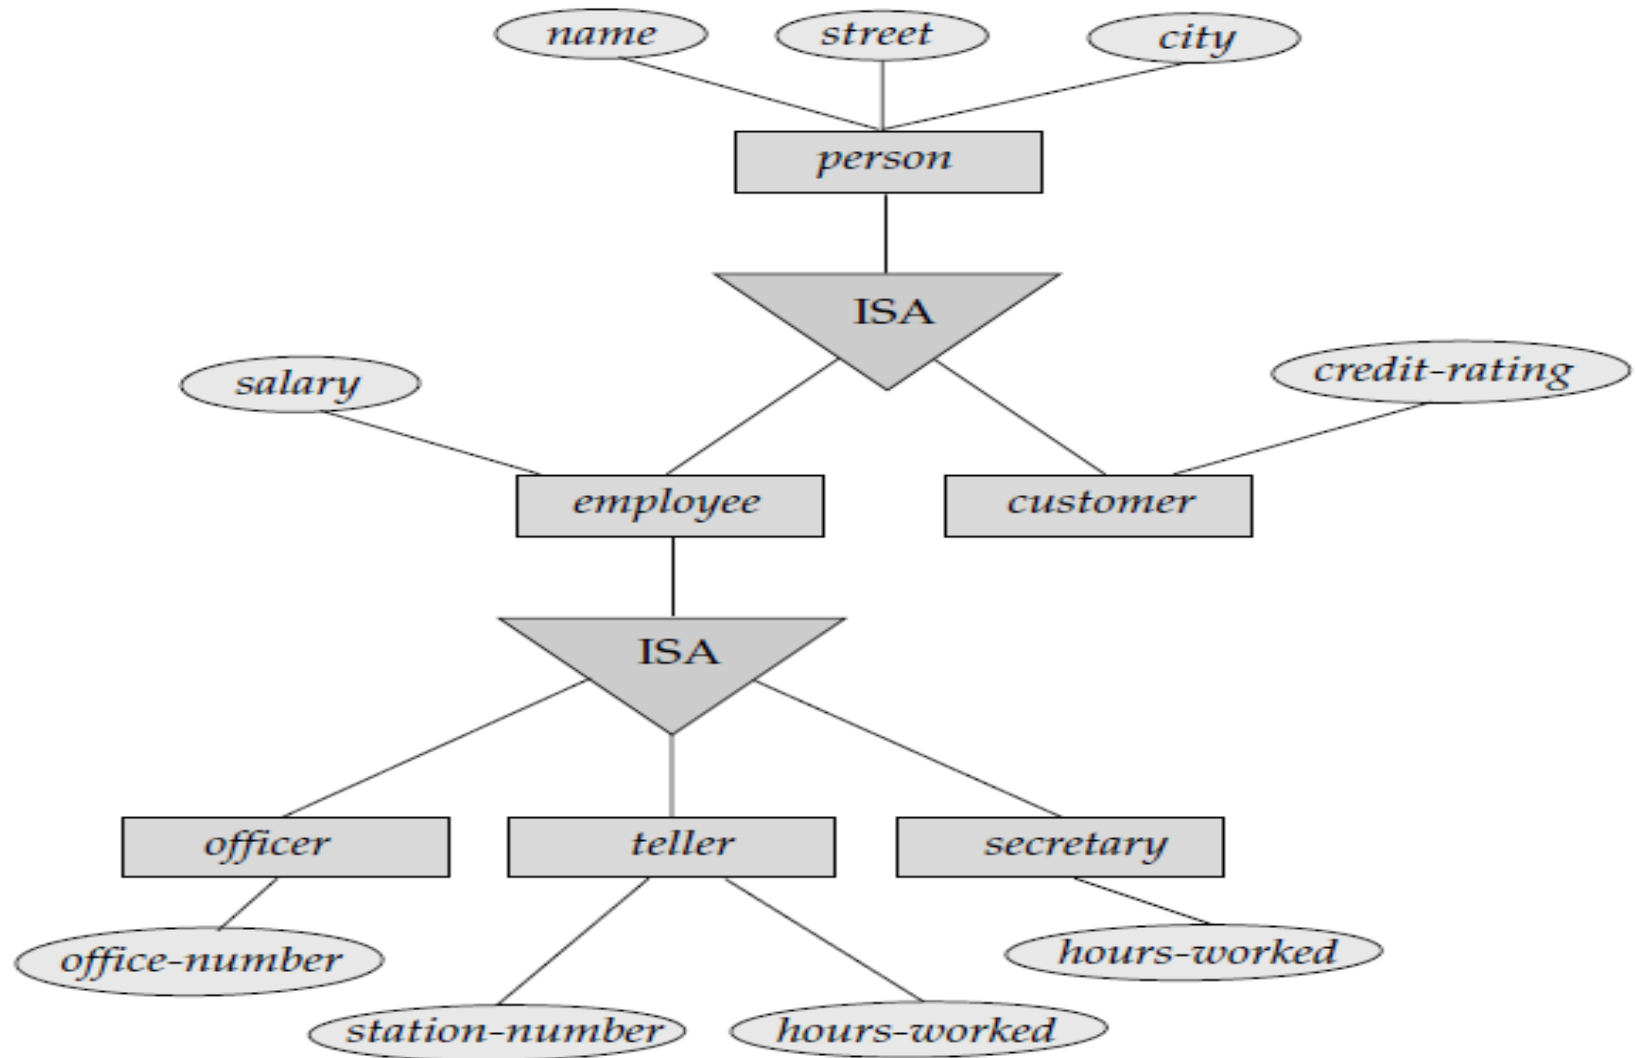 name
street
city
person
ISA
salary
credit-rating
employee
customer
ISA
officer
teller
secretary
office-number
hours-worked
station-number
hours-worked